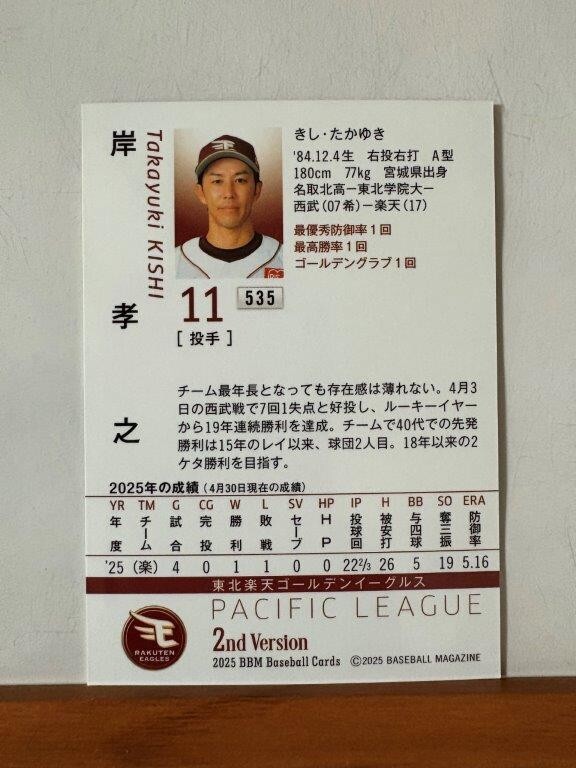 岸 孝 之
Takayuki KISHI
きし・たかゆき
'84.12.4生 右投右打 A型
180cm 77kg 宮城県出身
名取北高ー東北学院大ー
西武(07希)ー楽天(17)
最優秀防御率1回
最高勝率1回
ゴールデングラブ1回
11
535
[ 投手 ]
チーム最年長となっても存在感は薄れない。4月3
日の西武戦で7回1失点と好投し、ルーキーイヤー
から19年連続勝利を達成。チームで40代での先発
勝利は15年のレイ以来、球団2人目。18年以来の2
ケタ勝利を目指す。
2025年の成績(4月30日現在の成績)
YR TM G CG W L SV HP IP H BB SO ERA
年度 チーム 試合 完投 勝利 敗戦 セーブ HP 投球回 被安打 与四球 奪三振 防御率
'25 (楽) 4 0 1 1 0 0 22 2/3 26 5 19 5.16
東北楽天ゴールデンイーグルス
PACIFIC LEAGUE
RAKUTEN
EAGLES
2nd Version
2025 BBM Baseball Cards ©2025 BASEBALL MAGAZINE